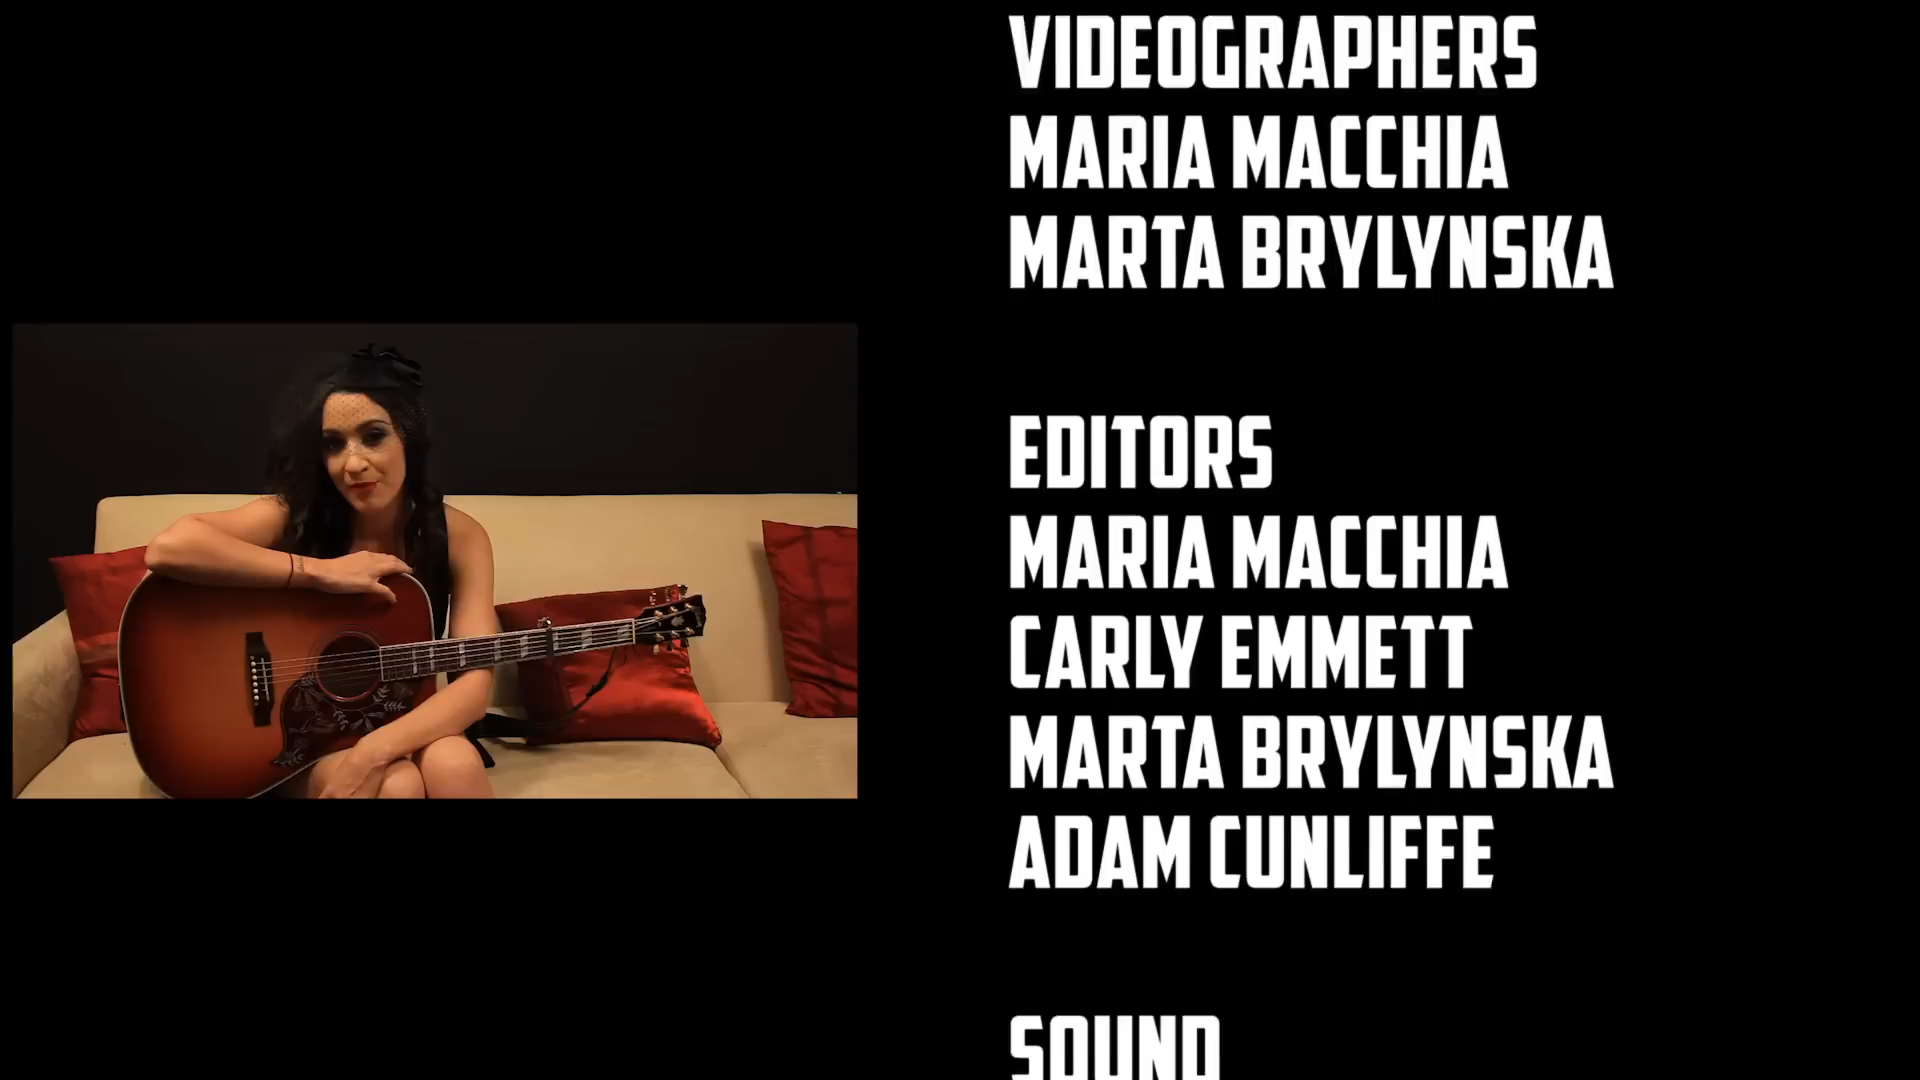 VIDEOGRAPHERS
MARIA MACCHIA
MARTA BRYLYNSKA
EDITORS
MARIA MACCHIA
CARLY EMMETT
MARTA BRYLYNSKA
ADAM CUNLIFFE
SOUND